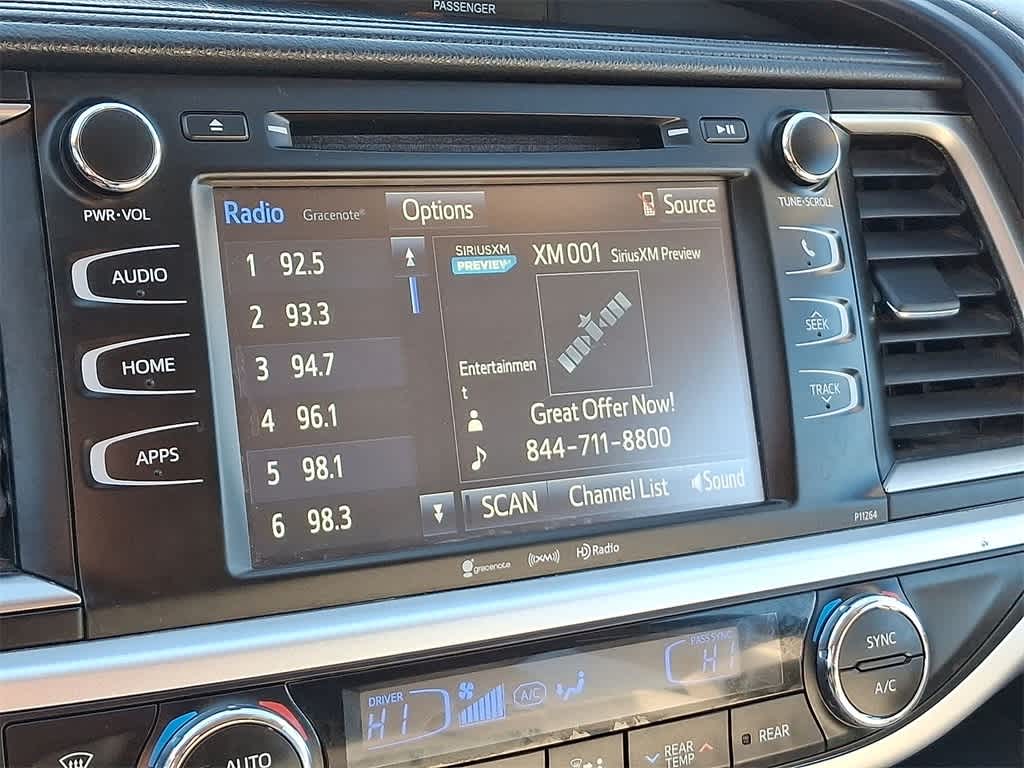 PASSENGER
PWR•VOL
TUNE•SCROLL
AUDIO
HOME
APPS
SEEK
TRACK
Radio Gracenote® Options Source
1 92.5
2 93.3
3 94.7
4 96.1
5 98.1
6 98.3
SIRIUSXM
PREVIEW
XM 001 SiriusXM Preview
Entertainmen
t
Great Offer Now!
844-711-8800
SCAN Channel List Sound
P11264
gracenote ((XM)) HD Radio
DRIVER
HI
A/C
PASS SYNC
HI
SYNC
A/C
AUTO
REAR
TEMP
REAR